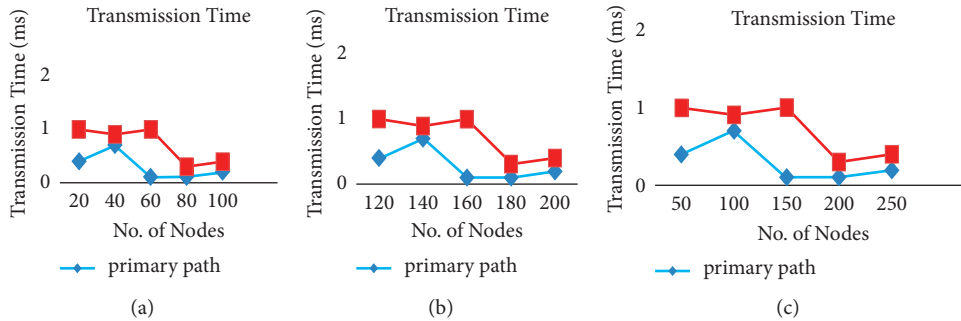 Transmission Time
Transmission Time (ms)
2
1
0
20 40 60 80 100
No. of Nodes
primary path
(a)
Transmission Time
Transmission Time (ms)
2
1
0
120 140 160 180 200
No. of Nodes
primary path
(b)
Transmission Time
Transmission Time (ms)
2
1
0
50 100 150 200 250
No. of Nodes
primary path
(c)